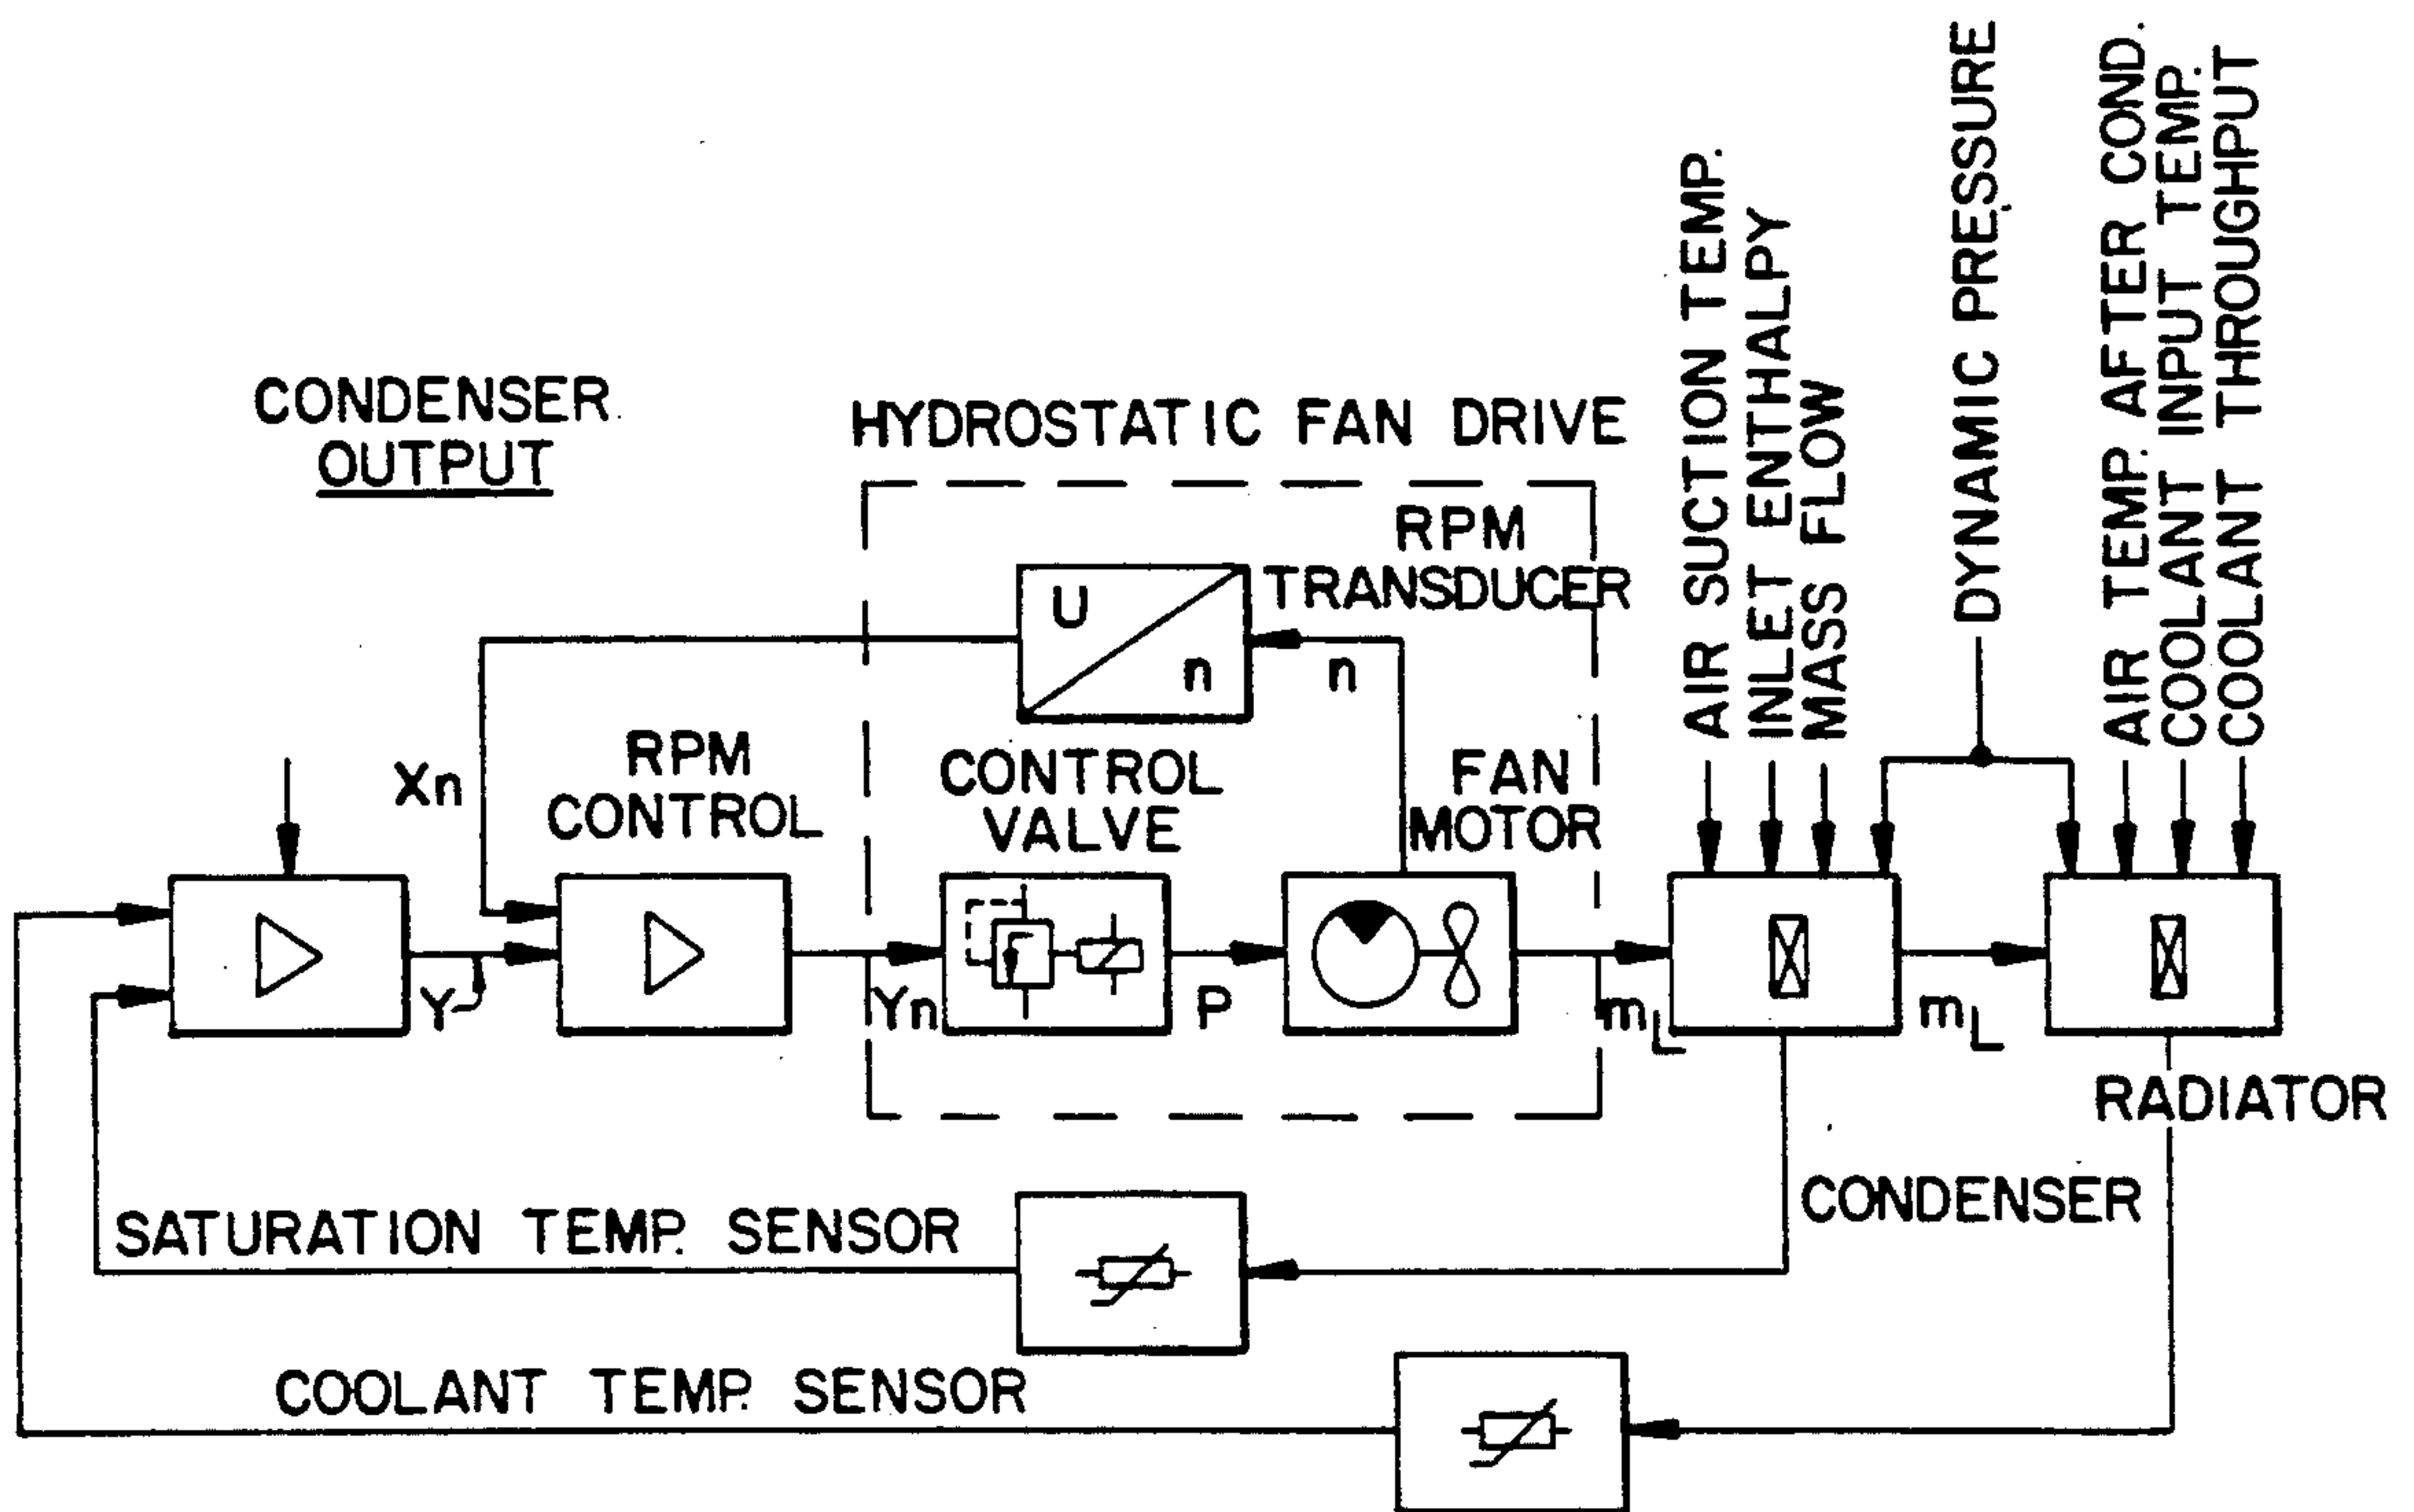 CONDENSER
OUTPUT
HYDROSTATIC FAN DRIVE
RPM
TRANSDUCER
U
n
n
Xn
RPM
CONTROL
CONTROL
VALVE
FAN
MOTOR
AIR SUCTION TEMP.
INLET ENTHALPY
MASS FLOW
DYNAMIC PRESSURE
AIR TEMP. AFTER COND.
COOLANT INPUT TEMP.
COOLANT THROUGHPUT
Y
Yn
P
mL
mL
RADIATOR
CONDENSER
SATURATION TEMP. SENSOR
COOLANT TEMP. SENSOR